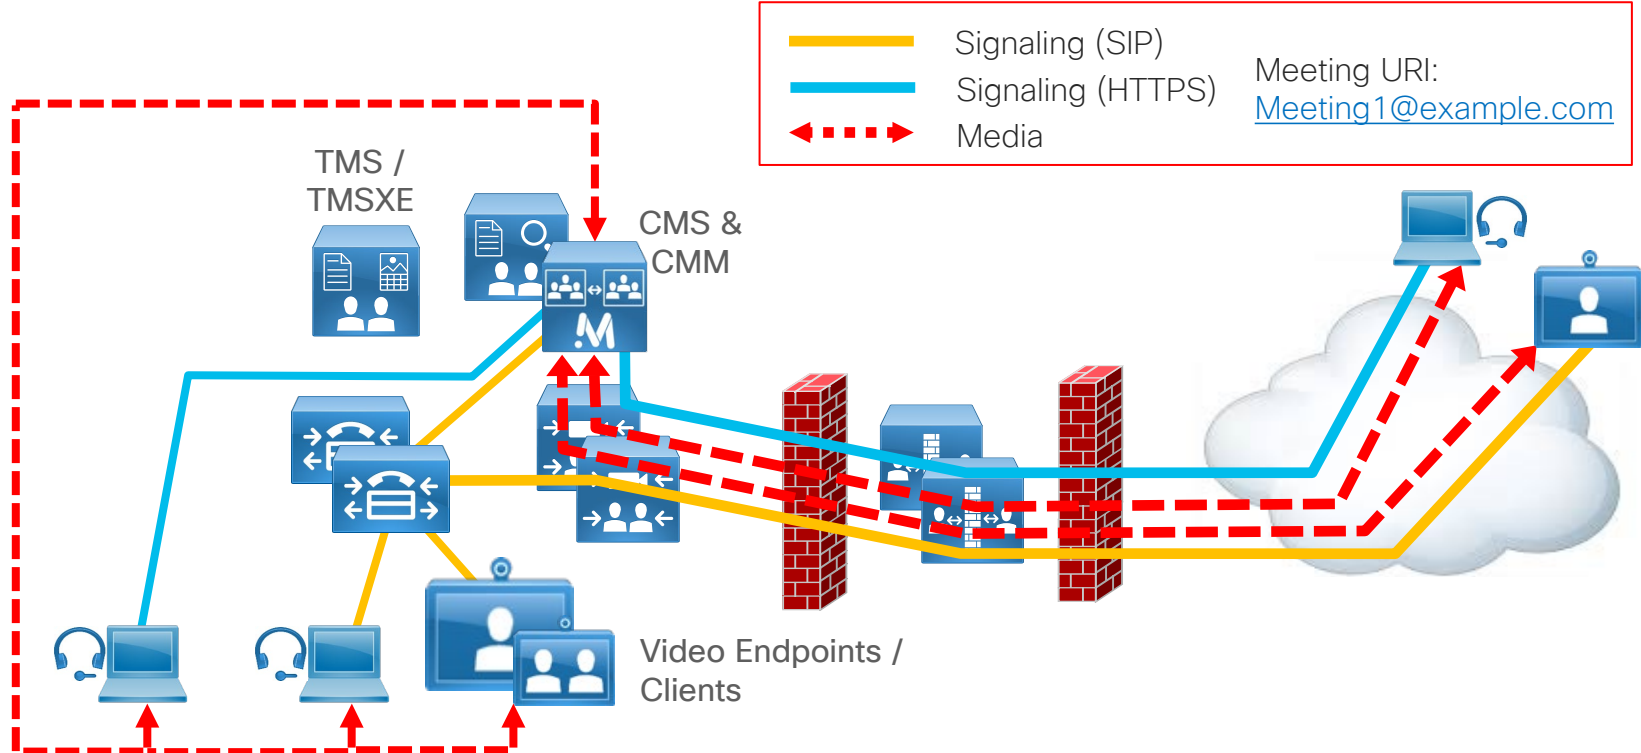 Signaling (SIP)
Signaling (HTTPS)
Media
Meeting URI:
Meeting1@example.com
TMS /
TMSXE
CMS &
CMM
M
Video Endpoints /
Clients